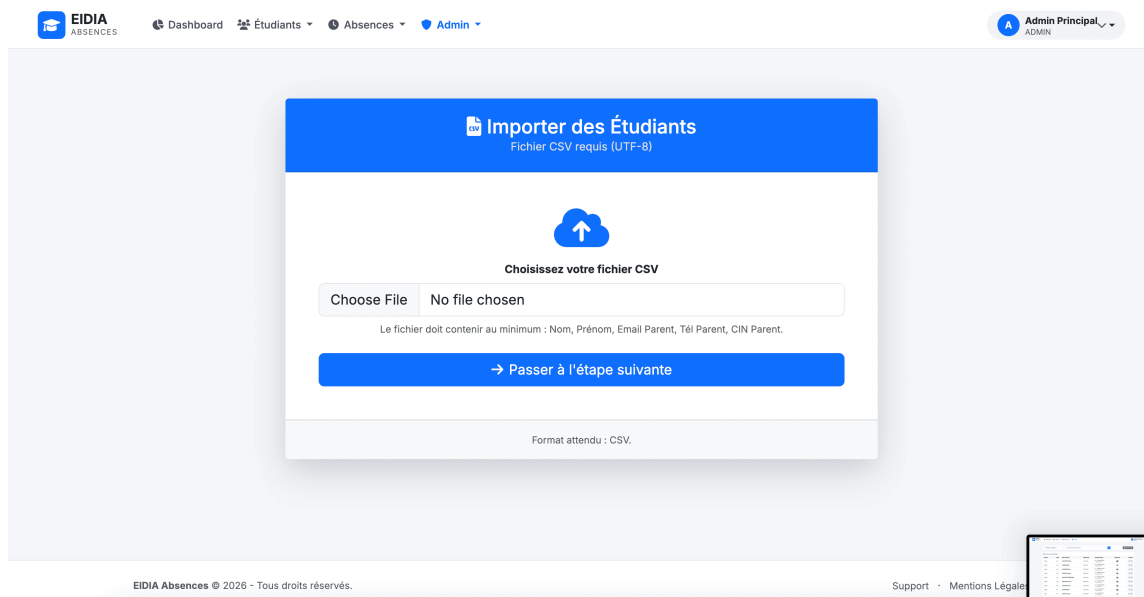 EIDIA
ABSENCES
Dashboard
Étudiants
Absences
Admin
A
Admin Principal
ADMIN
CSV
Importer des Étudiants
Fichier CSV requis (UTF-8)
Choisissez votre fichier CSV
Choose File No file chosen
Le fichier doit contenir au minimum : Nom, Prénom, Email Parent, Tél Parent, CIN Parent.
→ Passer à l'étape suivante
Format attendu : CSV.
EIDIA Absences © 2026 - Tous droits réservés.
Support · Mentions Légales